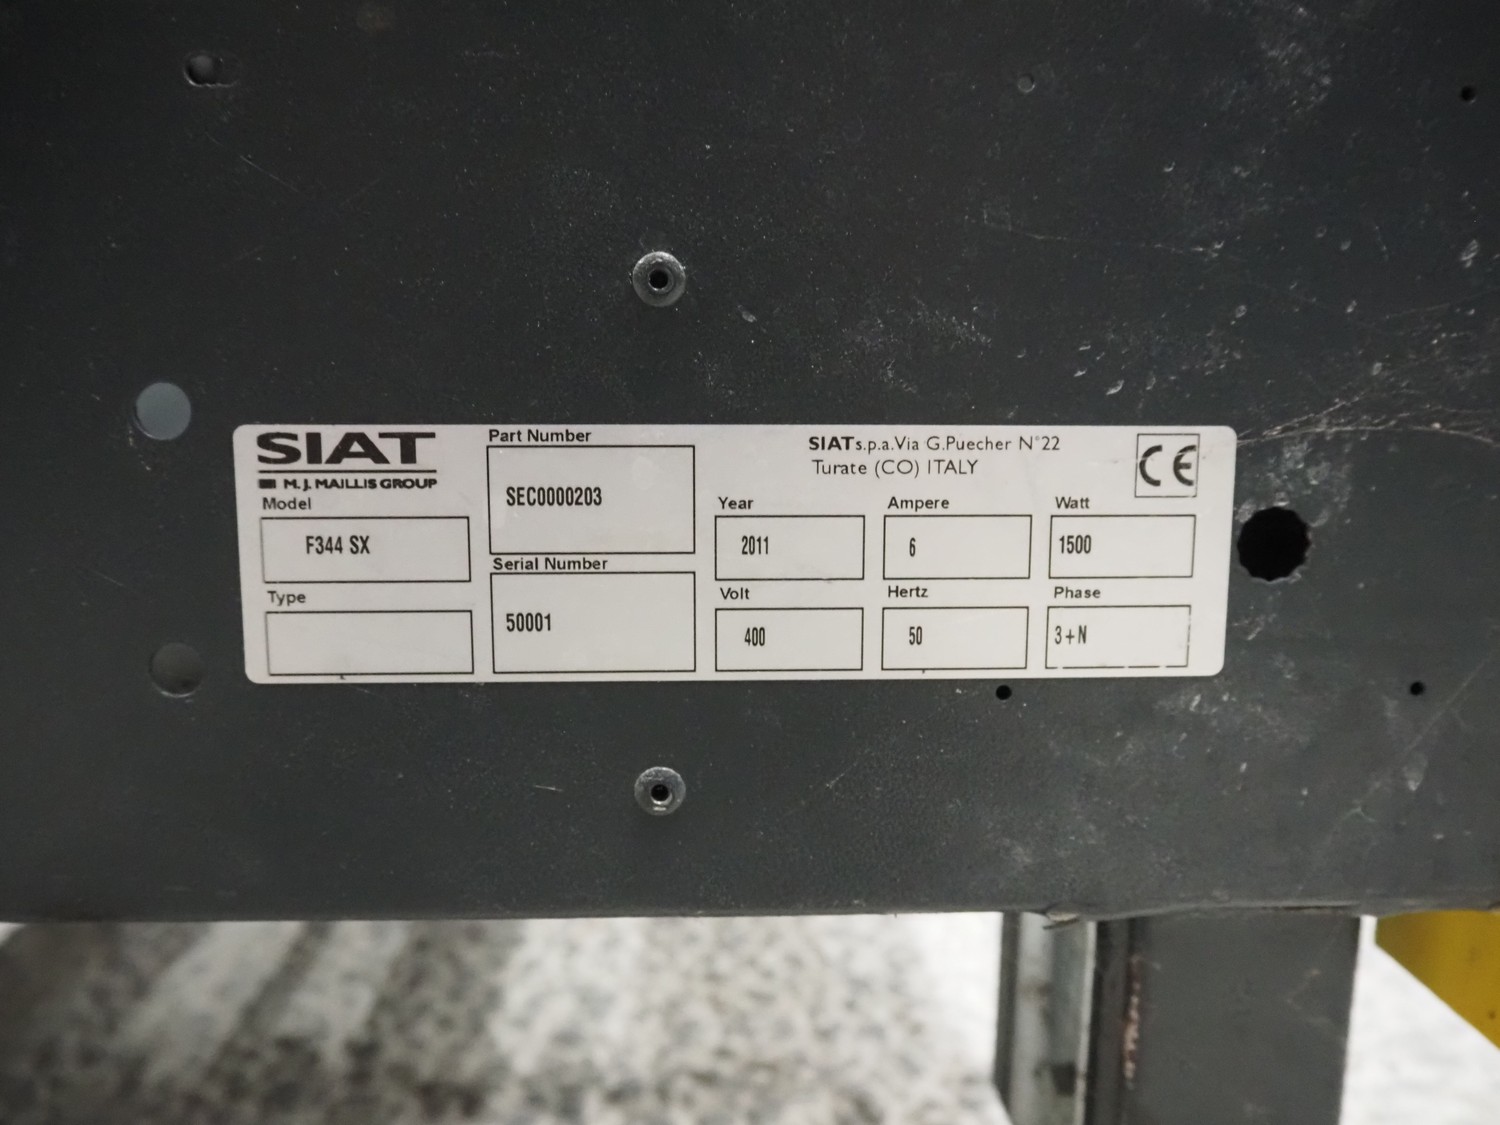 SIAT
M.J. MAILLIS GROUP
Model
F344 SX
Type
Part Number
SEC0000203
Serial Number
50001
SIAT s.p.a. Via G.Puecher N°22
Turate (CO) ITALY
CE
Year
2011
Ampere
6
Watt
1500
Volt
400
Hertz
50
Phase
3+N